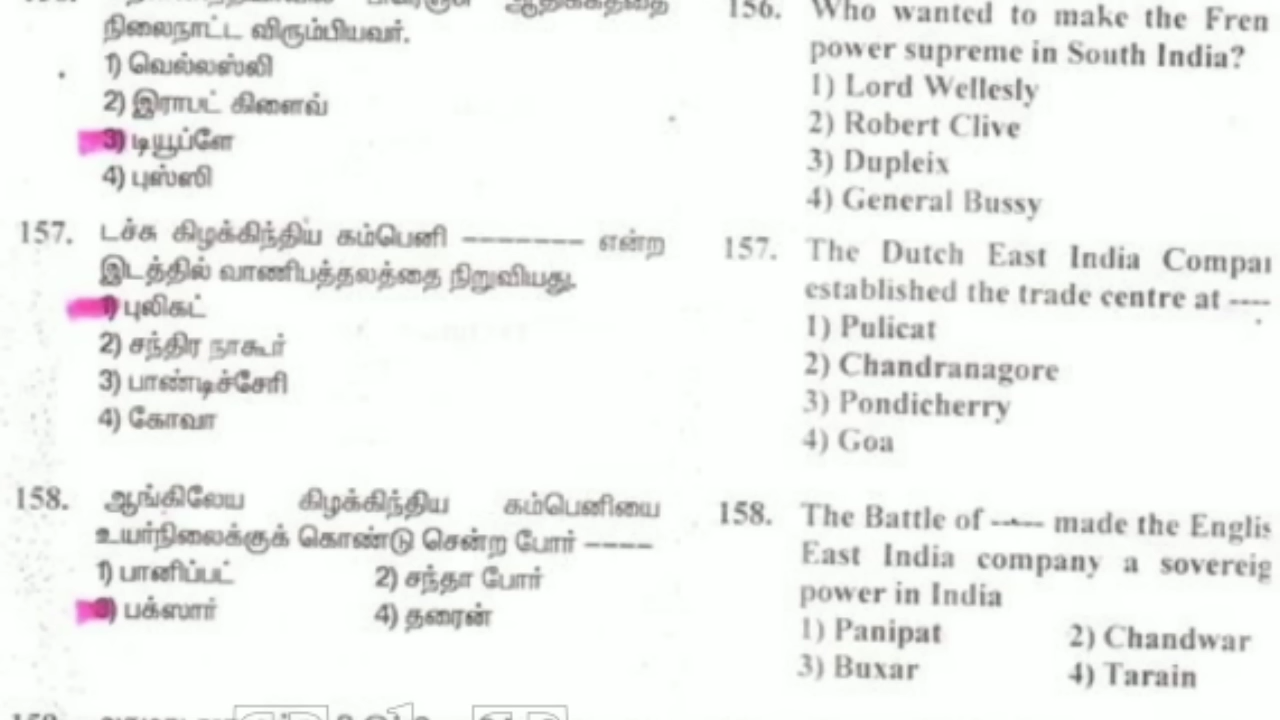 நிலைநாட்ட விரும்பியவர்.
1) வெல்லஸ்லி
2) இராபட் கிளைவ்
3) டியூப்ளே
4) புஸ்ஸி
157. டச்சு கிழக்கிந்திய கம்பெனி -------- என்ற
இடத்தில் வாணிபத்தலத்தை நிறுவியது.
1) புலிகட்
2) சந்திர நாகூர்
3) பாண்டிச்சேரி
4) கோவா
158. ஆங்கிலேய கிழக்கிந்திய கம்பெனியை
உயர்நிலைக்குக் கொண்டு சென்ற போர் ----
1) பானிப்பட் 2) சந்தா போர்
3) பக்ஸார் 4) தரைன்
156. Who wanted to make the Fren
power supreme in South India?
1) Lord Wellesly
2) Robert Clive
3) Dupleix
4) General Bussy
157. The Dutch East India Compan
established the trade centre at ----
1) Pulicat
2) Chandranagore
3) Pondicherry
4) Goa
158. The Battle of ---- made the Englis
East India company a sovereig
power in India
1) Panipat 2) Chandwar
3) Buxar 4) Tarain